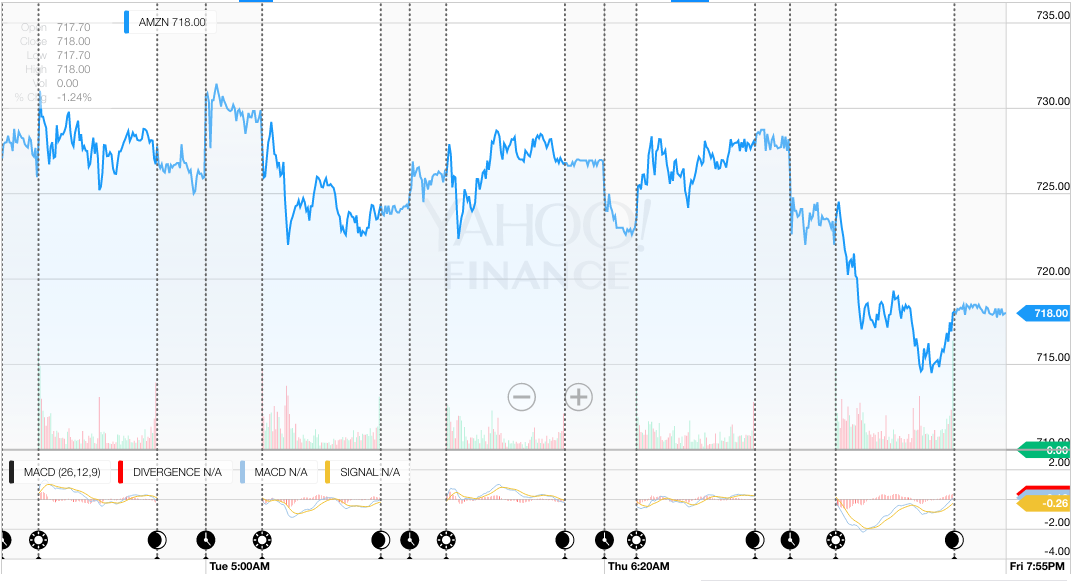 735.00
AMZN 718.00
Open 717.70
Close 718.00
Low 717.70
High 718.00
Vol 0.00
% Chg -1.24%
730.00
725.00
YAHOO!
FINANCE
720.00
718.00
715.00
710.00
0.00
2.00
MACD (26,12,9) DIVERGENCE N/A MACD N/A SIGNAL N/A
-0.26
-2.00
-4.00
Tue 5:00AM Thu 6:20AM Fri 7:55PM